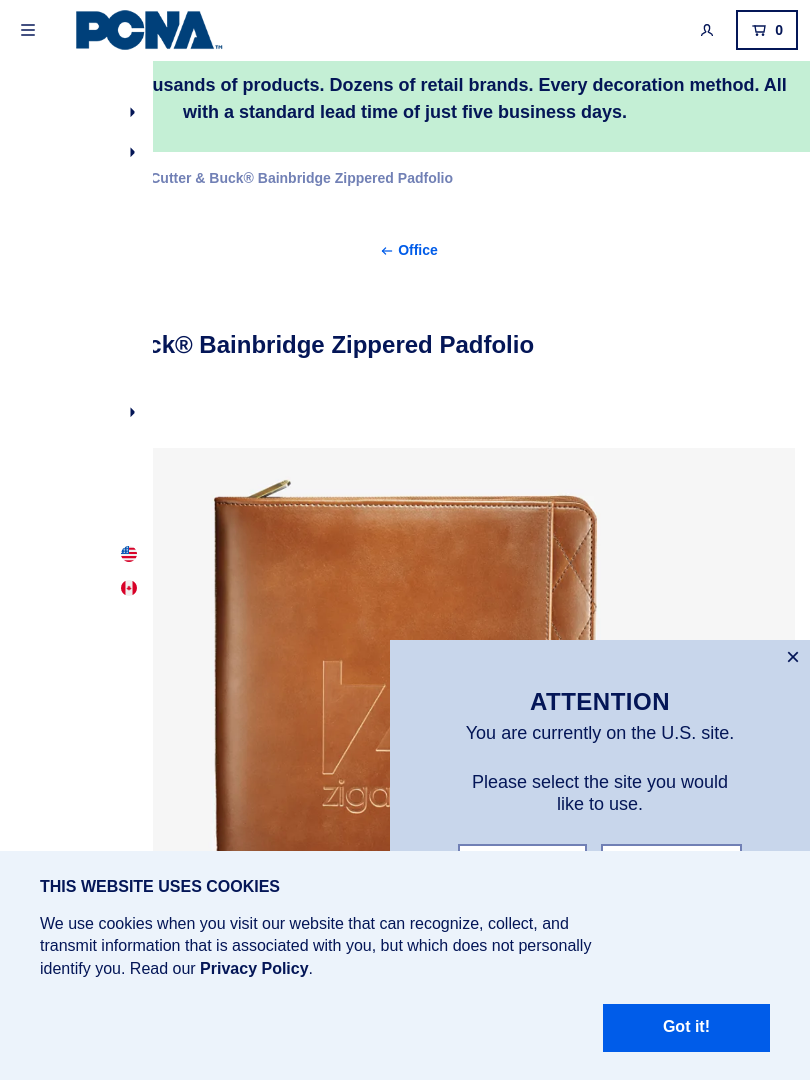 PCNA™
0
usands of products. Dozens of retail brands. Every decoration method. All
with a standard lead time of just five business days.
Cutter & Buck® Bainbridge Zippered Padfolio
← Office
ck® Bainbridge Zippered Padfolio
ATTENTION
You are currently on the U.S. site.
Please select the site you would
like to use.
ziga
THIS WEBSITE USES COOKIES
We use cookies when you visit our website that can recognize, collect, and
transmit information that is associated with you, but which does not personally
identify you. Read our Privacy Policy.
Got it!